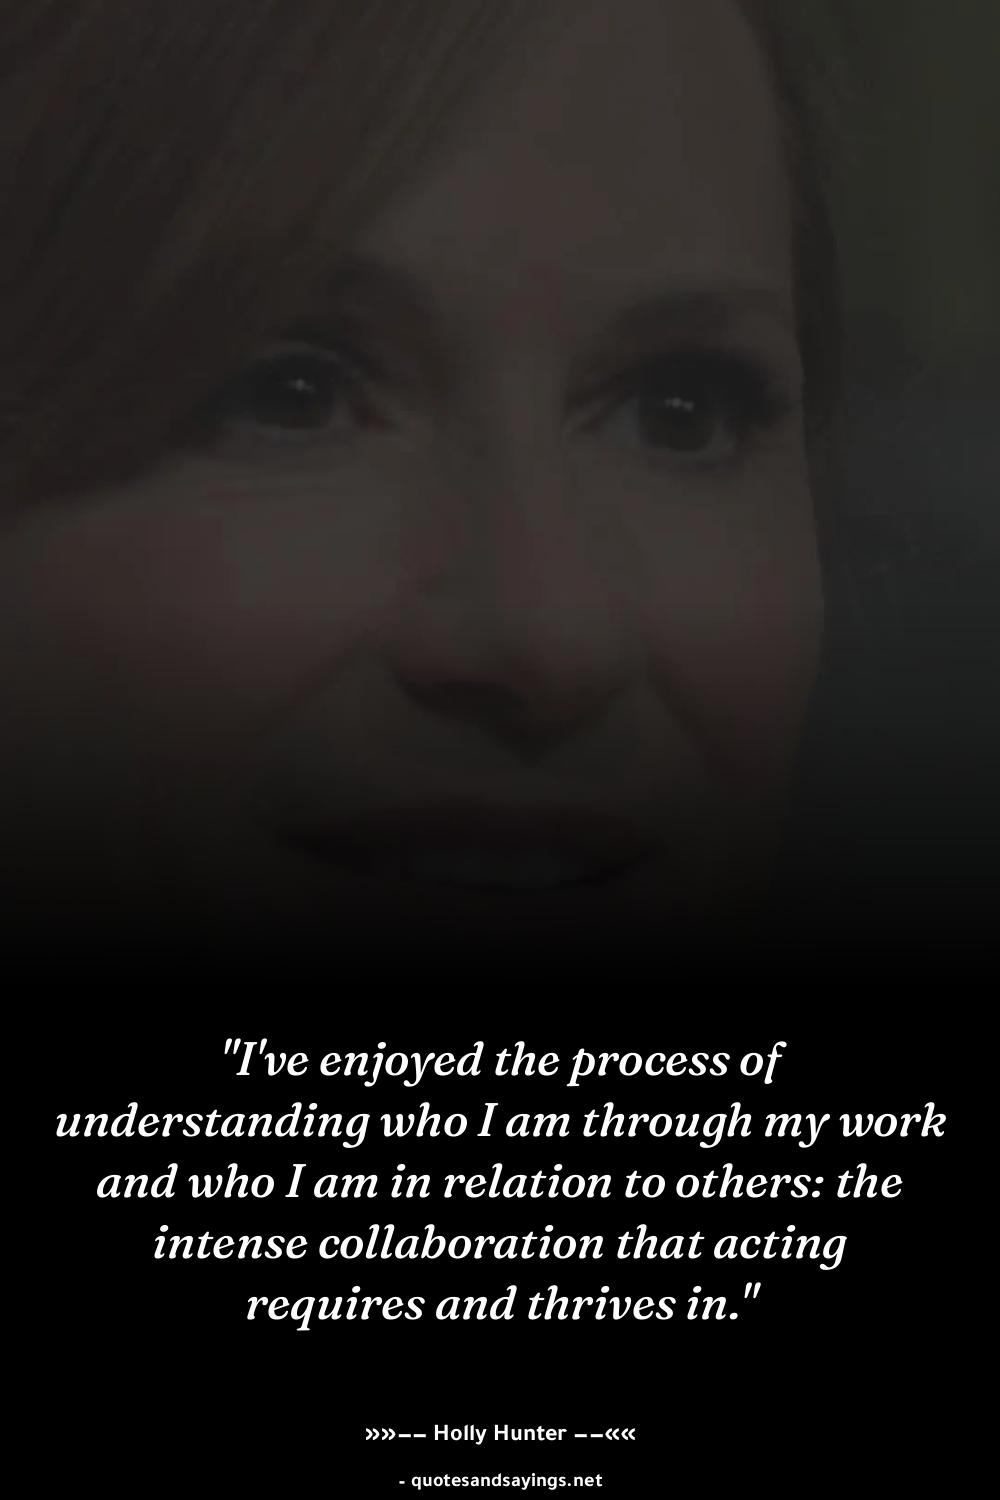 "I've enjoyed the process of
understanding who I am through my work
and who I am in relation to others: the
intense collaboration that acting
requires and thrives in."
»»-- Holly Hunter --««
- quotesandsayings.net